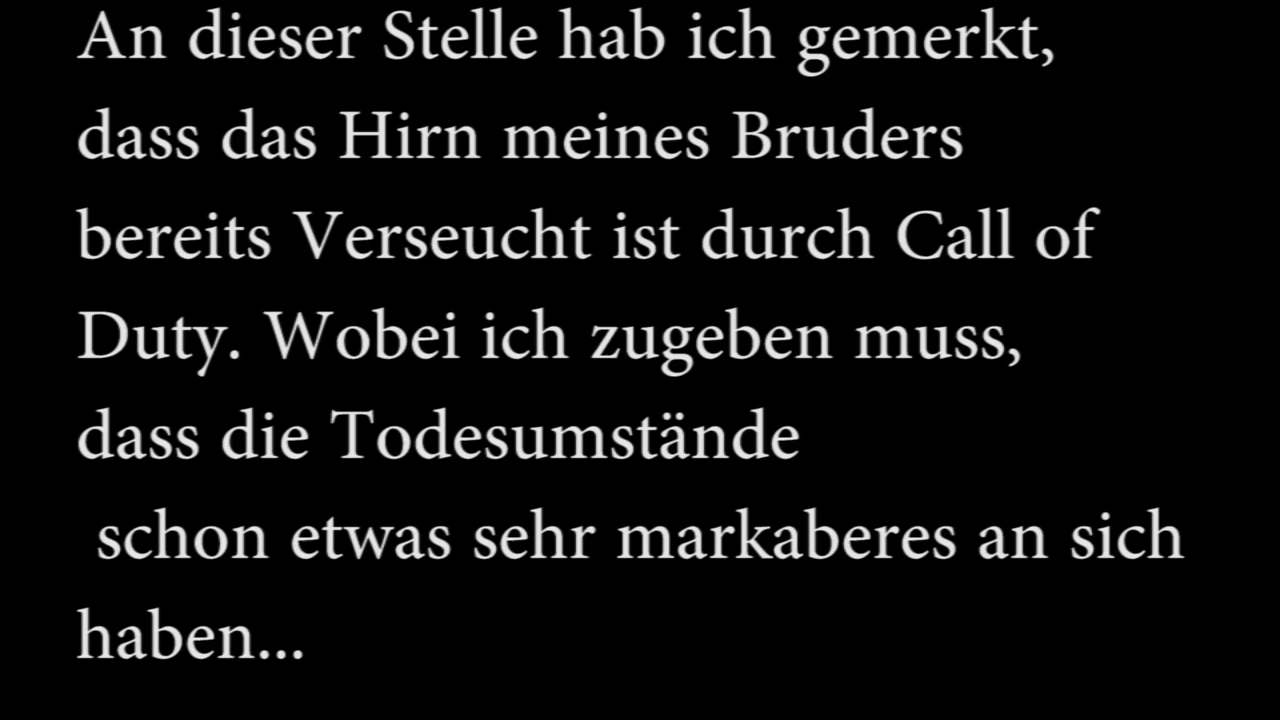 An dieser Stelle hab ich gemerkt,
dass das Hirn meines Bruders
bereits Verseucht ist durch Call of
Duty. Wobei ich zugeben muss,
dass die Todesumstände
schon etwas sehr markaberes an sich
haben...